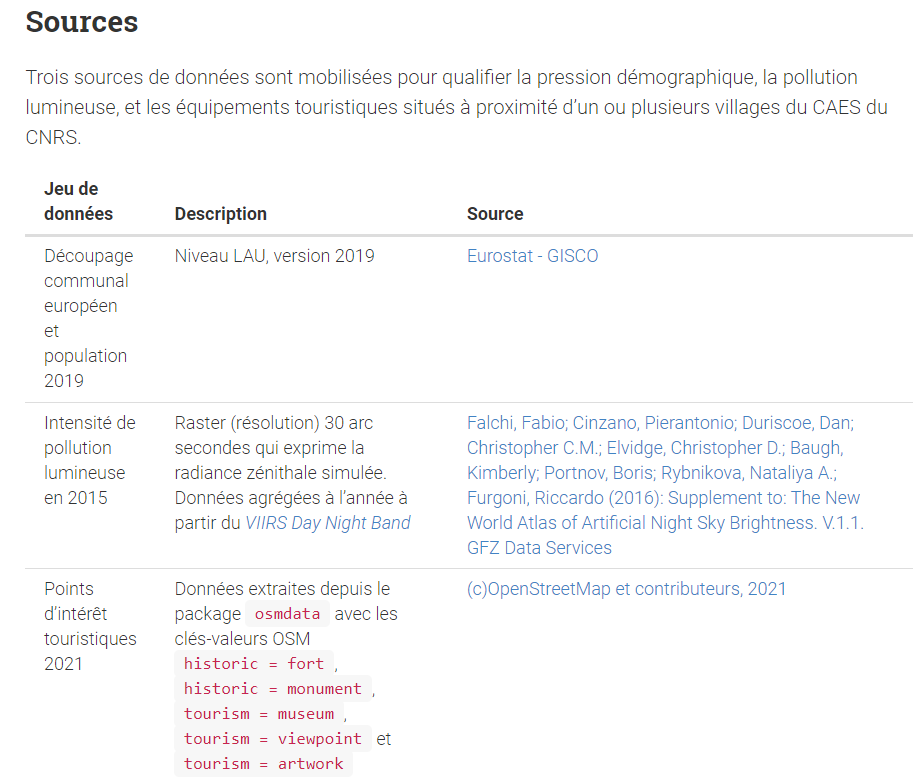 Sources
Trois sources de données sont mobilisées pour qualifier la pression démographique, la pollution
lumineuse, et les équipements touristiques situés à proximité d’un ou plusieurs villages du CAES du
CNRS.
Jeu de
données
Description
Source
Découpage
communal
européen
et
population
2019
Niveau LAU, version 2019
Eurostat - GISCO
Intensité de
pollution
lumineuse
en 2015
Raster (résolution) 30 arc
secondes qui exprime la
radiance zénithale simulée.
Données agrégées à l’année à
partir du VIIRS Day Night Band
Falchi, Fabio; Cinzano, Pierantonio; Duriscoe, Dan;
Christopher C.M.; Elvidge, Christopher D.; Baugh,
Kimberly; Portnov, Boris; Rybnikova, Nataliya A.;
Furgoni, Riccardo (2016): Supplement to: The New
World Atlas of Artificial Night Sky Brightness. V.1.1.
GFZ Data Services
Points
d’intérêt
touristiques
2021
Données extraites depuis le
package osmdata avec les
clés-valeurs OSM
historic = fort ,
historic = monument ,
tourism = museum ,
tourism = viewpoint et
tourism = artwork
(c)OpenStreetMap et contributeurs, 2021